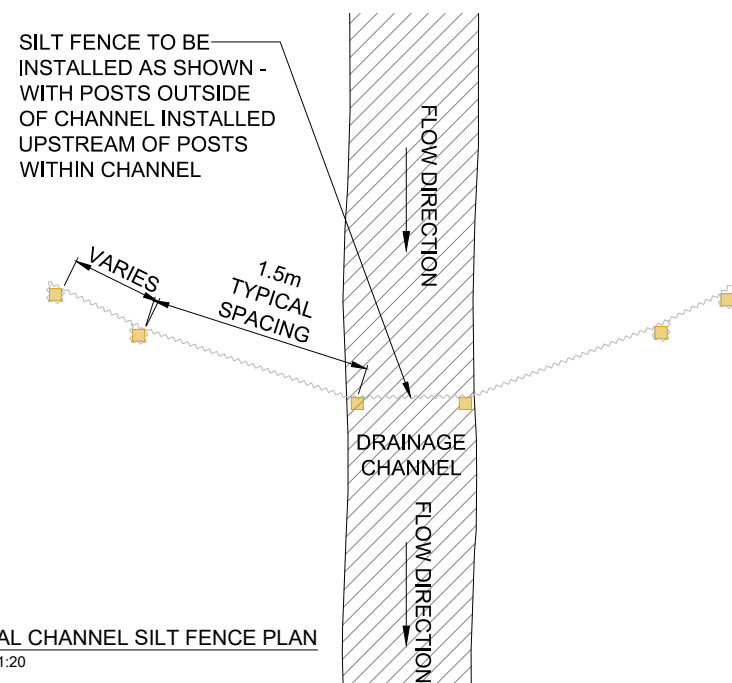 SILT FENCE TO BE
INSTALLED AS SHOWN -
WITH POSTS OUTSIDE
OF CHANNEL INSTALLED
UPSTREAM OF POSTS
WITHIN CHANNEL
FLOW DIRECTION
VARIES
1.5m
TYPICAL
SPACING
DRAINAGE
CHANNEL
FLOW DIRECTION
AL CHANNEL SILT FENCE PLAN
1:20